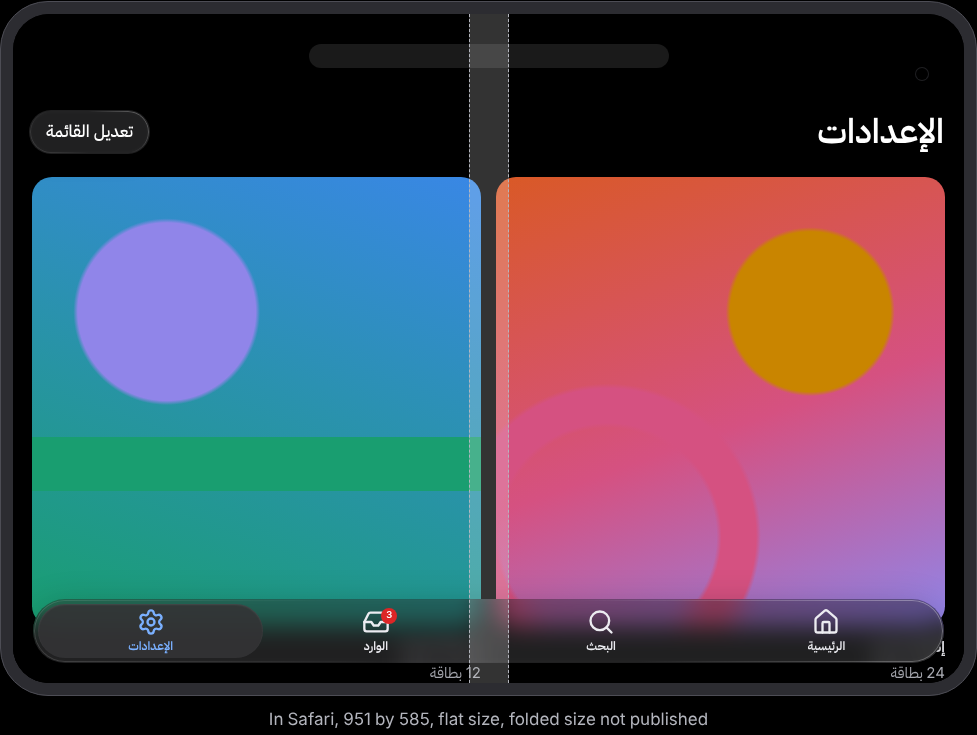 الإعدادات
تعديل القائمة
الرئيسية
البحث
3
الوارد
الإعدادات
24 بطاقة
12 بطاقة
In Safari, 951 by 585, flat size, folded size not published